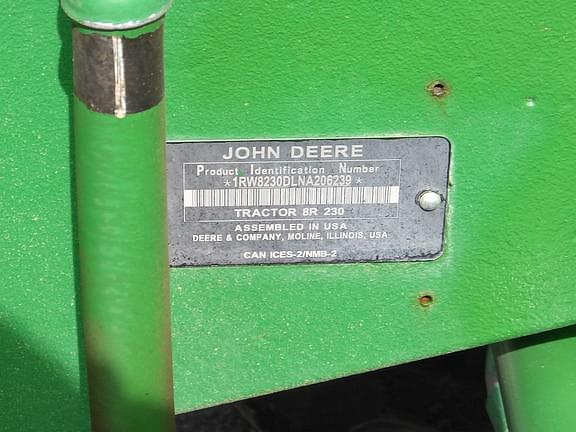 JOHN DEERE
Product Identification Number
*1RW8230DLNA206239*
TRACTOR 8R 230
ASSEMBLED IN USA
DEERE & COMPANY, MOLINE, ILLINOIS, USA
CAN ICES-2/NMB-2